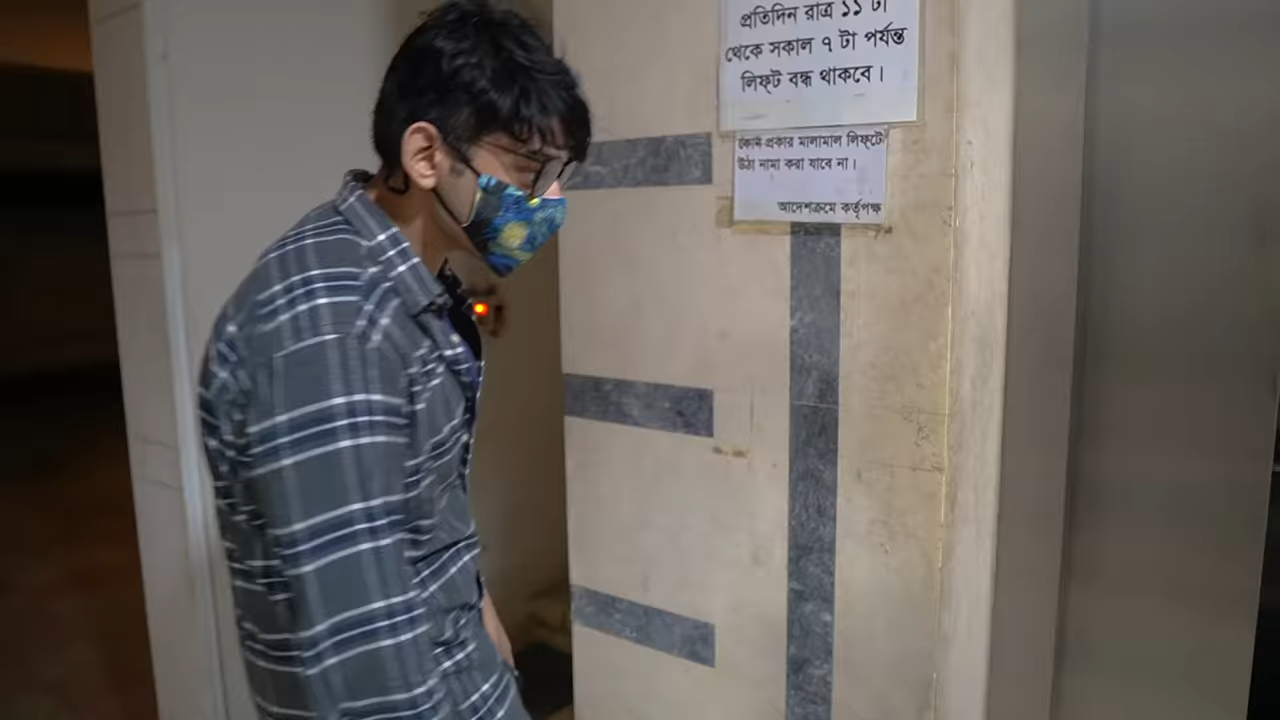 প্রতিদিন রাত্র ১১ টা
থেকে সকাল ৭ টা পর্যন্ত
লিফ্ট বন্ধ থাকবে।
কোন প্রকার মালামাল লিফ্টে
উঠা নামা করা যাবে না।
আদেশক্রমে কর্তৃপক্ষ